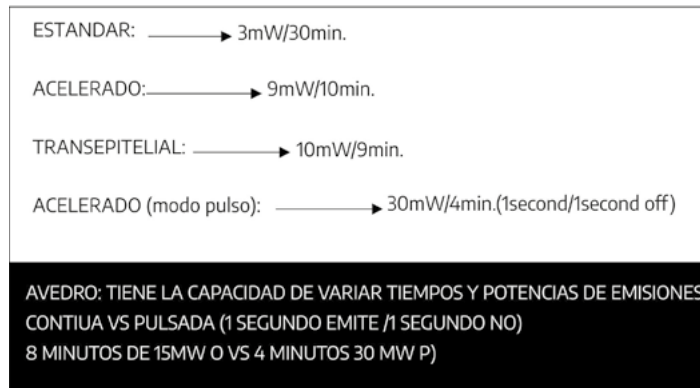 ESTANDAR: 3mW/30min.
ACELERADO: 9mW/10min.
TRANSEPITELIAL: 10mW/9min.
ACELERADO (modo pulso): 30mW/4min.(1second/1second off)
AVEDRO: TIENE LA CAPACIDAD DE VARIAR TIEMPOS Y POTENCIAS DE EMISIONES
CONTIUA VS PULSADA (1 SEGUNDO EMITE /1 SEGUNDO NO)
8 MINUTOS DE 15MW O VS 4 MINUTOS 30 MW P)